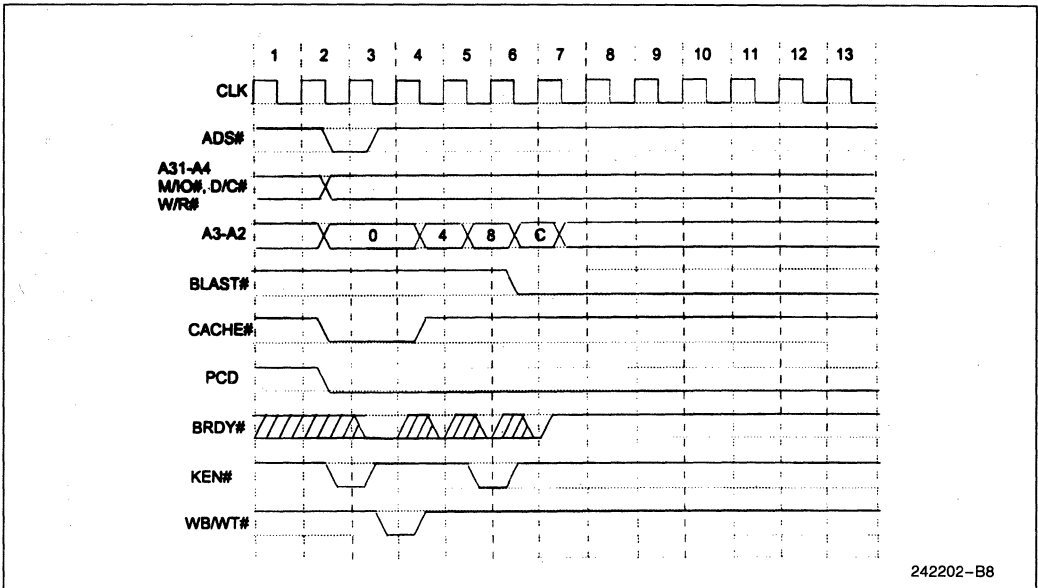 1 2 3 4 5 6 7 8 9 10 11 12 13
CLK
ADS#
A31-A4
M/IO#, D/C#
W/R#
A3-A2 0 4 8 C
BLAST#
CACHE#
PCD
BRDY#
KEN#
WB/WT#
242202-B8